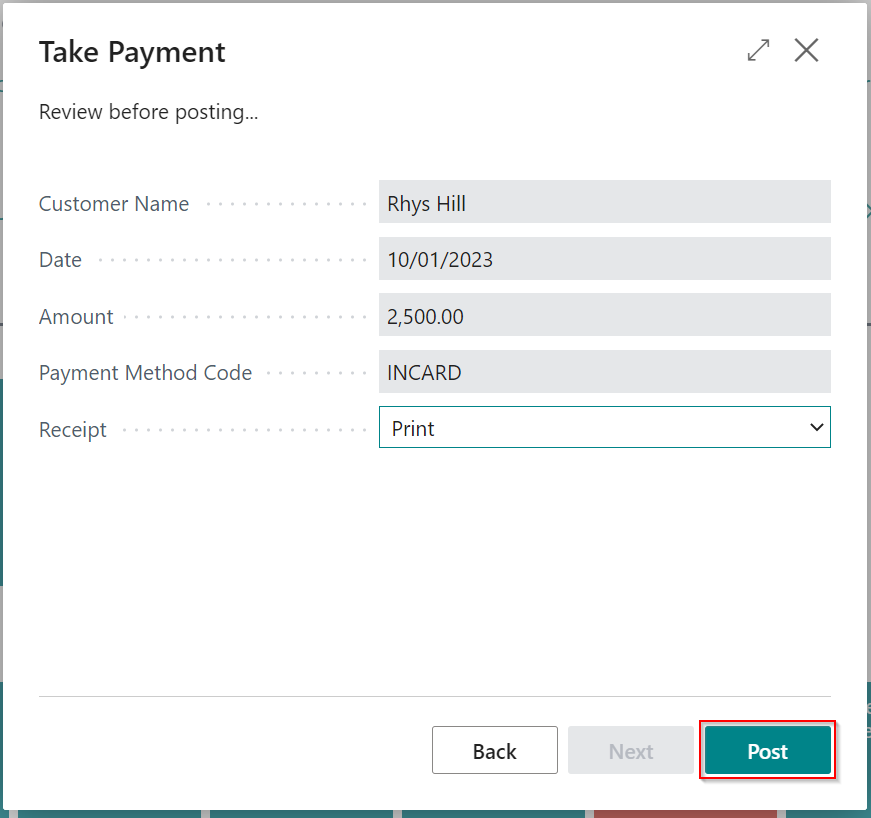 Take Payment
Review before posting...
Customer Name Rhys Hill
Date 10/01/2023
Amount 2,500.00
Payment Method Code INCARD
Receipt Print
Back Next Post